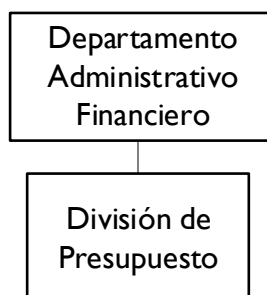 Departamento
Administrativo
Financiero
División de
Presupuesto